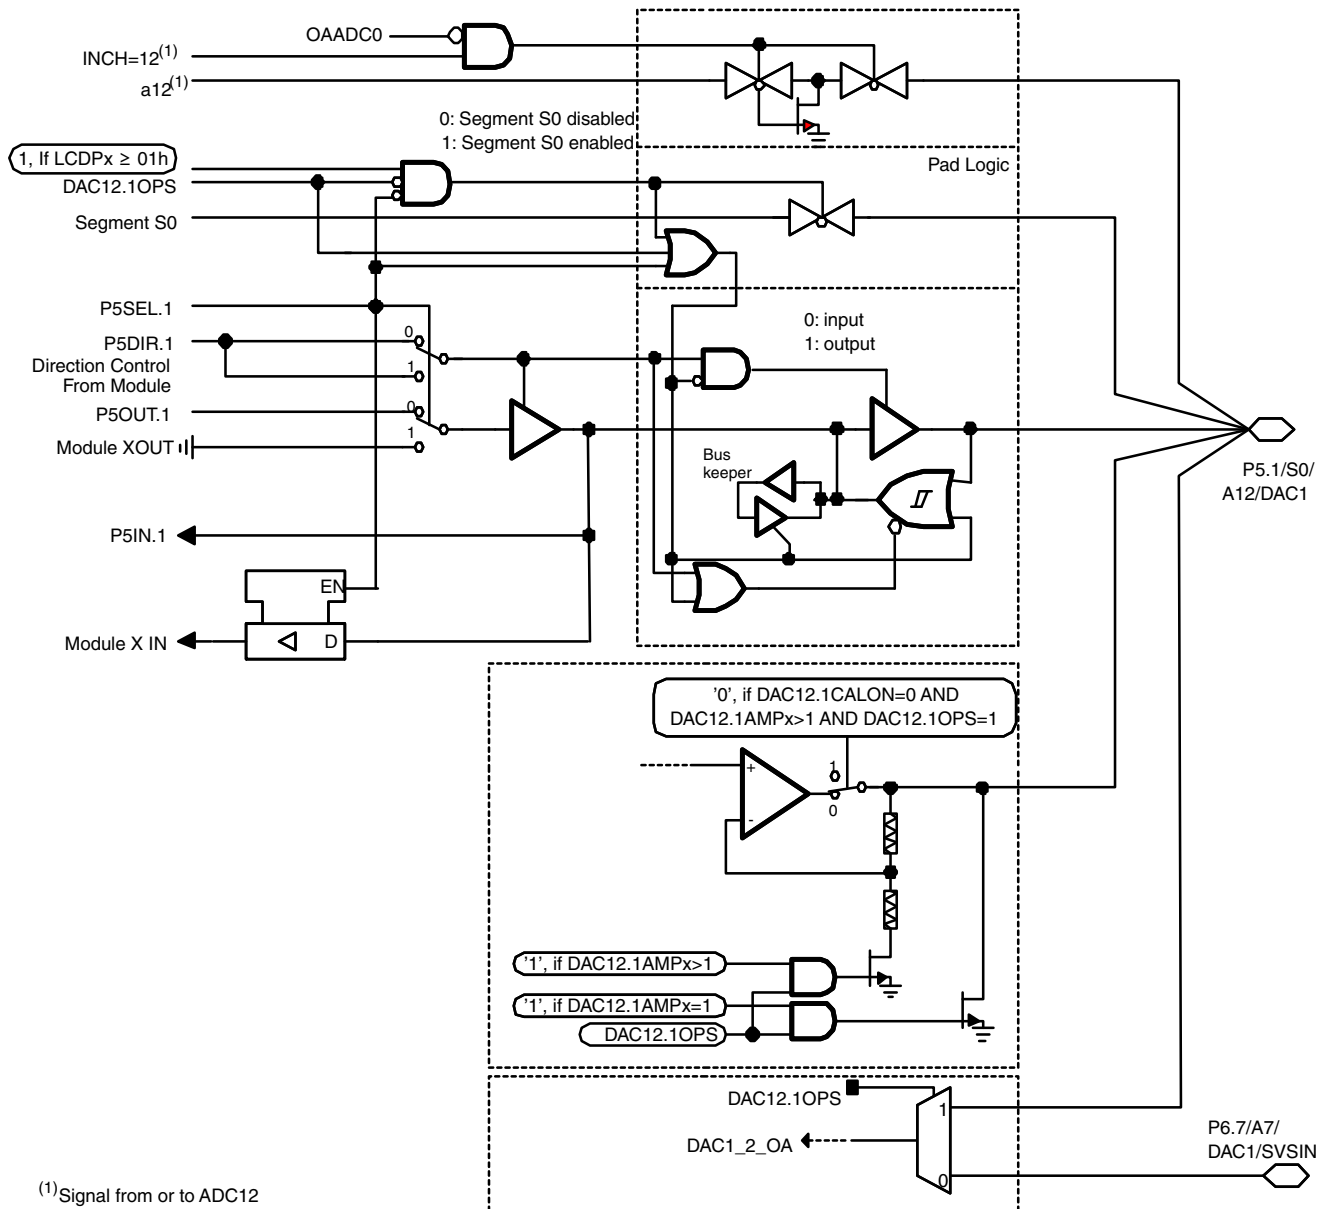 OAADC0
INCH=12(1)
a12(1)
0: Segment S0 disabled
1: Segment S0 enabled
1, If LCDPx ≥ 01h
DAC12.1OPS
Pad Logic
Segment S0
P5SEL.1
0: input
1: output
P5DIR.1
0
Direction Control
From Module
1
P5OUT.1
0
Module XOUT
1
Bus
keeper
P5.1/S0/
A12/DAC1
P5IN.1
EN
Module X IN
D
'0', if DAC12.1CALON=0 AND
DAC12.1AMPx>1 AND DAC12.1OPS=1
+
1
-
0
'1', if DAC12.1AMPx>1
'1', if DAC12.1AMPx=1
DAC12.1OPS
DAC12.1OPS
1
DAC1_2_OA
0
P6.7/A7/
DAC1/SVSIN
(1)Signal from or to ADC12